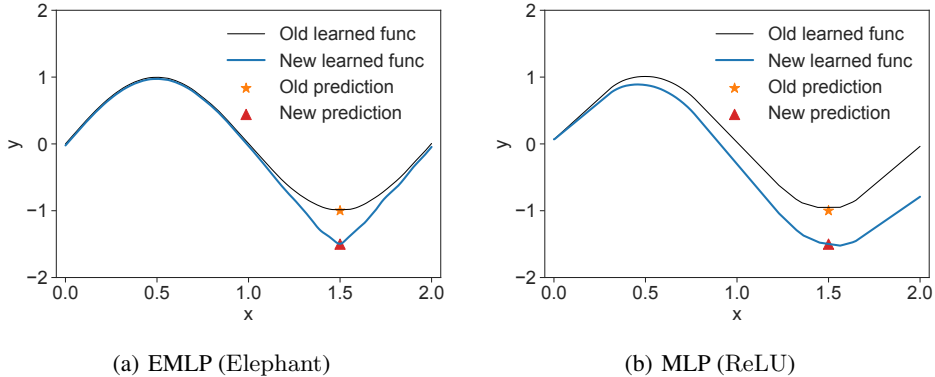 2
1
0
−1
−2
y
0.0
0.5
1.0
1.5
2.0
x
Old learned func
New learned func
Old prediction
New prediction
(a) EMLP (Elephant)
2
1
0
−1
−2
y
0.0
0.5
1.0
1.5
2.0
x
Old learned func
New learned func
Old prediction
New prediction
(b) MLP (ReLU)